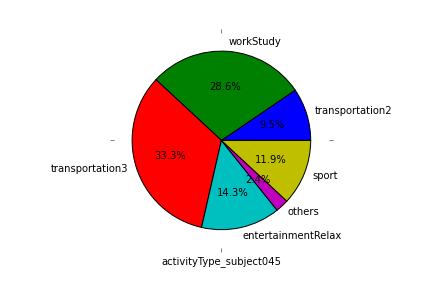 workStudy
28.6%
transportation2
9.5%
33.3%
transportation3
11.9%
sport
2.4%
others
14.3%
entertainmentRelax
activityType_subject045